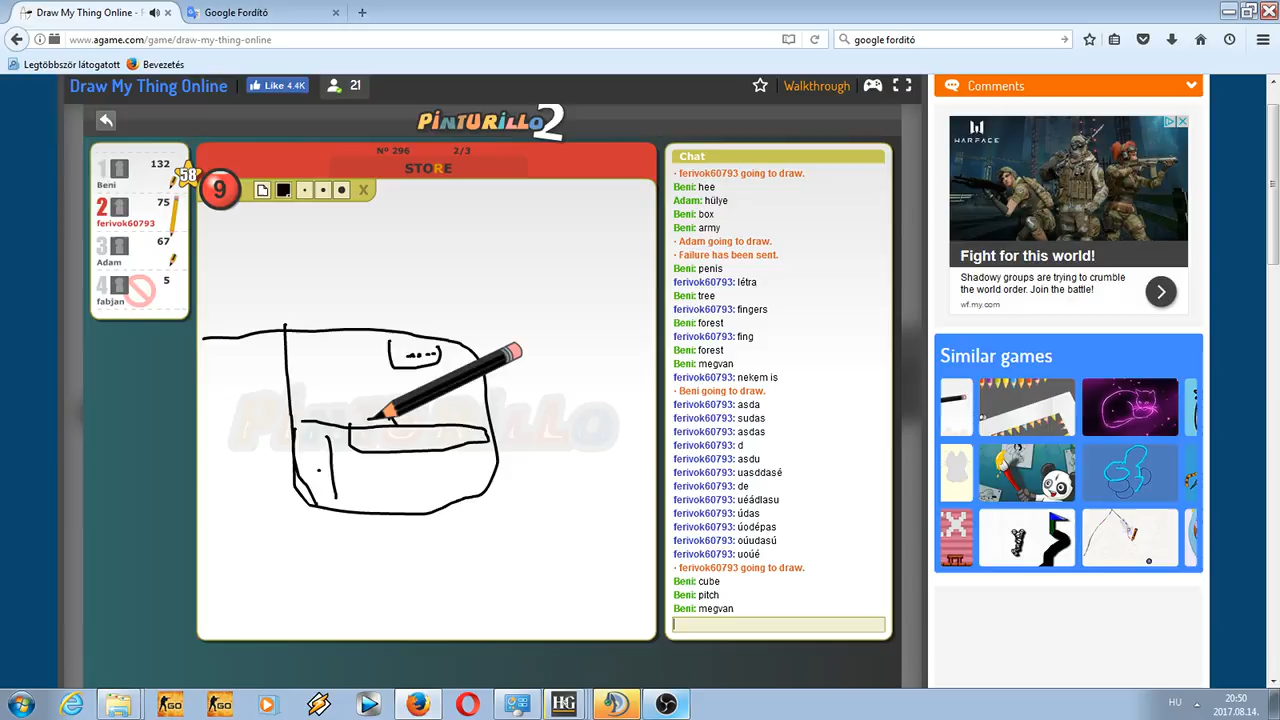 Draw My Thing Online -
Google Fordító
www.agame.com/game/draw-my-thing-online
google forditó
Legtöbbször látogatott
Bevezetés
Draw My Thing Online
Like 4.4K
21
Walkthrough
Comments
PINTURILLO 2
Nº 296 2/3
STORE
9
1 132
Beni
58
2 75
ferivok60793
3 67
Adam
4 5
fabjan
Pinturillo
Chat
· ferivok60793 going to draw.
Beni: hee
Adam: hülye
Beni: box
Beni: army
· Adam going to draw.
· Failure has been sent.
Beni: penis
ferivok60793: létra
Beni: tree
ferivok60793: fingers
Beni: forest
ferivok60793: fing
Beni: forest
Beni: megvan
ferivok60793: nekem is
· Beni going to draw.
ferivok60793: asda
ferivok60793: sudas
ferivok60793: asdas
ferivok60793: d
ferivok60793: asdu
ferivok60793: uasddasé
ferivok60793: de
ferivok60793: uéádlasu
ferivok60793: údas
ferivok60793: úodépas
ferivok60793: oúudasú
ferivok60793: uoúé
· ferivok60793 going to draw.
Beni: cube
Beni: pitch
Beni: megvan
WARFACE
Fight for this world!
Shadowy groups are trying to crumble
the world order. Join the battle!
wf.my.com
Similar games
GO
GO
HG
HU
20:50
2017.08.14.